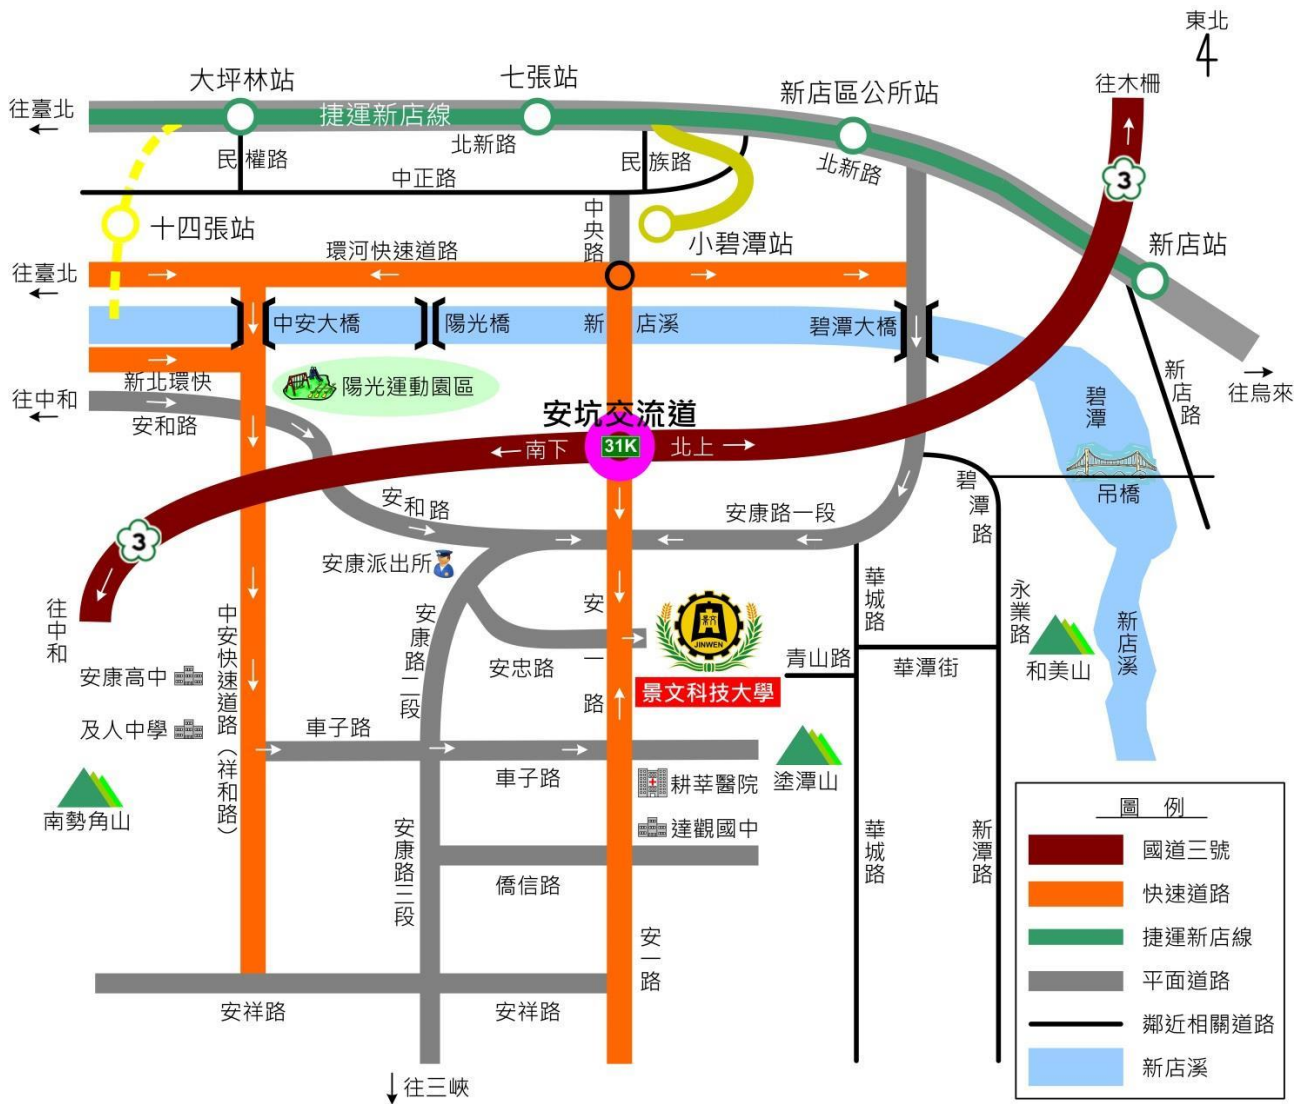 東北
往木柵
大坪林站
七張站
新店區公所站
往臺北
捷運新店線
民權路
北新路
民族路
北新路
3
中正路
中央路
十四張站
小碧潭站
新店站
環河快速道路
往臺北
中安大橋
陽光橋
新店溪
碧潭大橋
新北環快
陽光運動園區
新店路
往烏來
往中和
安和路
安坑交流道
碧潭
南下
31K
北上
吊橋
碧潭路
安和路
安康路一段
3
安康派出所
往中和
中安快速道路（祥和路）
安康路二段
安一路
JINWEN
華城路
永業路
新店溪
安康高中
安忠路
景文科技大學
青山路
華潭街
和美山
及人中學
車子路
車子路
耕莘醫院
塗潭山
南勢角山
達觀國中
安康路三段
華城路
新潭路
僑信路
安一路
安祥路
安祥路
往三峽
圖 例
國道三號
快速道路
捷運新店線
平面道路
鄰近相關道路
新店溪